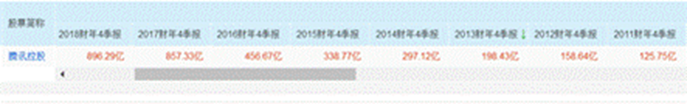 股票简称
2018财年4季报 2017财年4季报 2016财年4季报 2015财年4季报 2014财年4季报 2013财年4季报↓ 2012财年4季报 2011财年4季报
腾讯控股 896.29亿 857.33亿 456.67亿 338.77亿 297.12亿 198.43亿 158.64亿 125.75亿